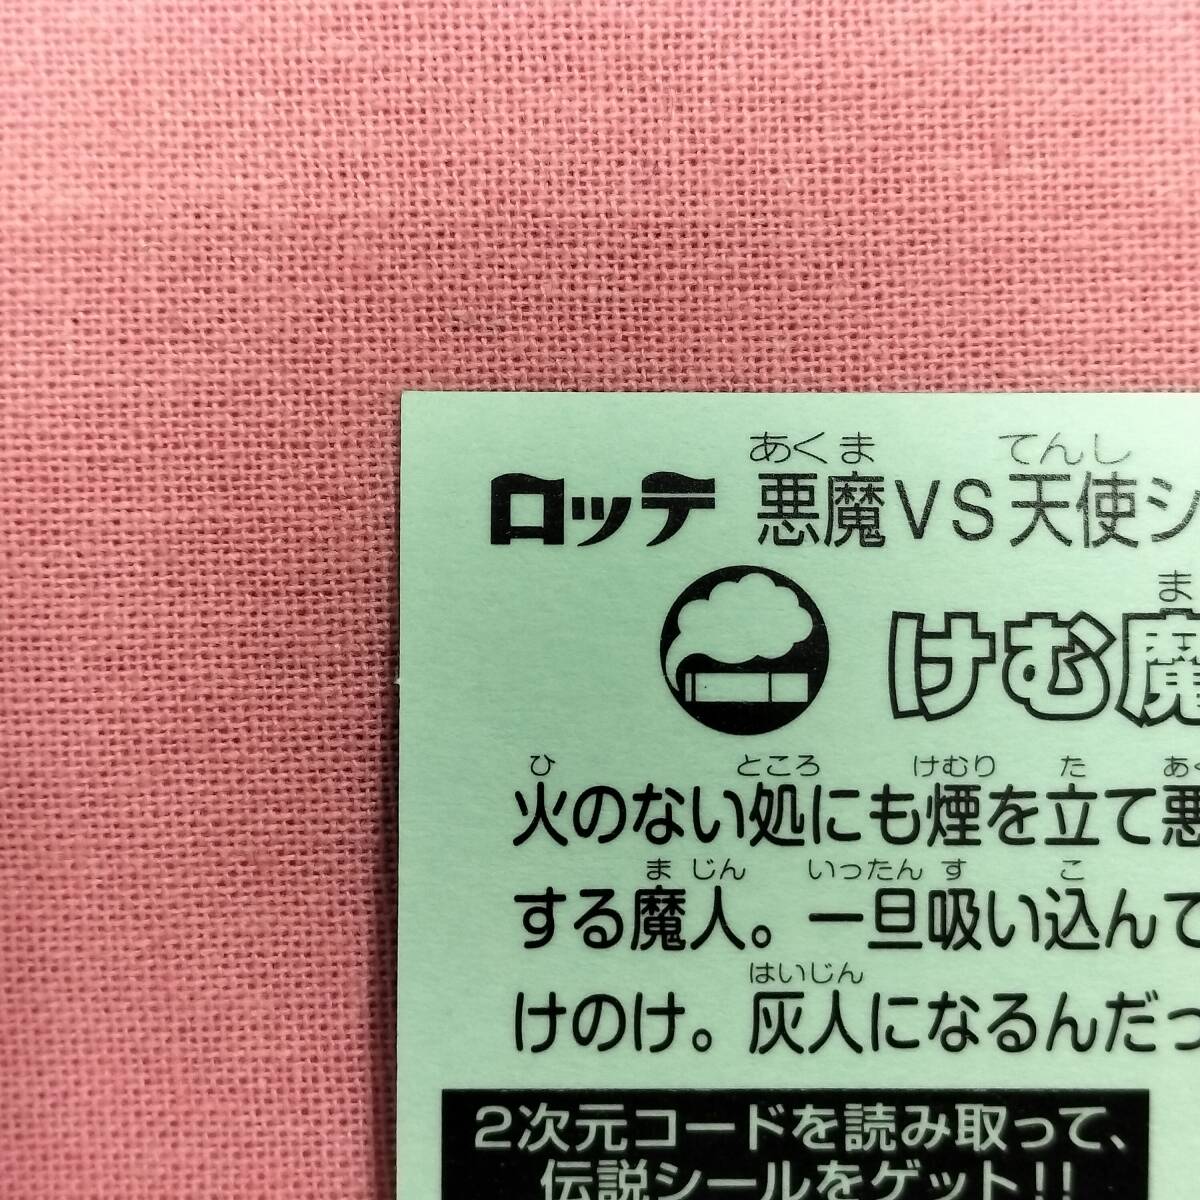 あくま てんし
ロッテ 悪魔VS天使シ
ま
けむ魔
ひ ところ けむり た あく
火のない処にも煙を立て悪
ま じん いったん す こ
する魔人。一旦吸い込んで
はいじん
けのけ。灰人になるんだっ
2次元コードを読み取って、
伝説シールをゲット!!